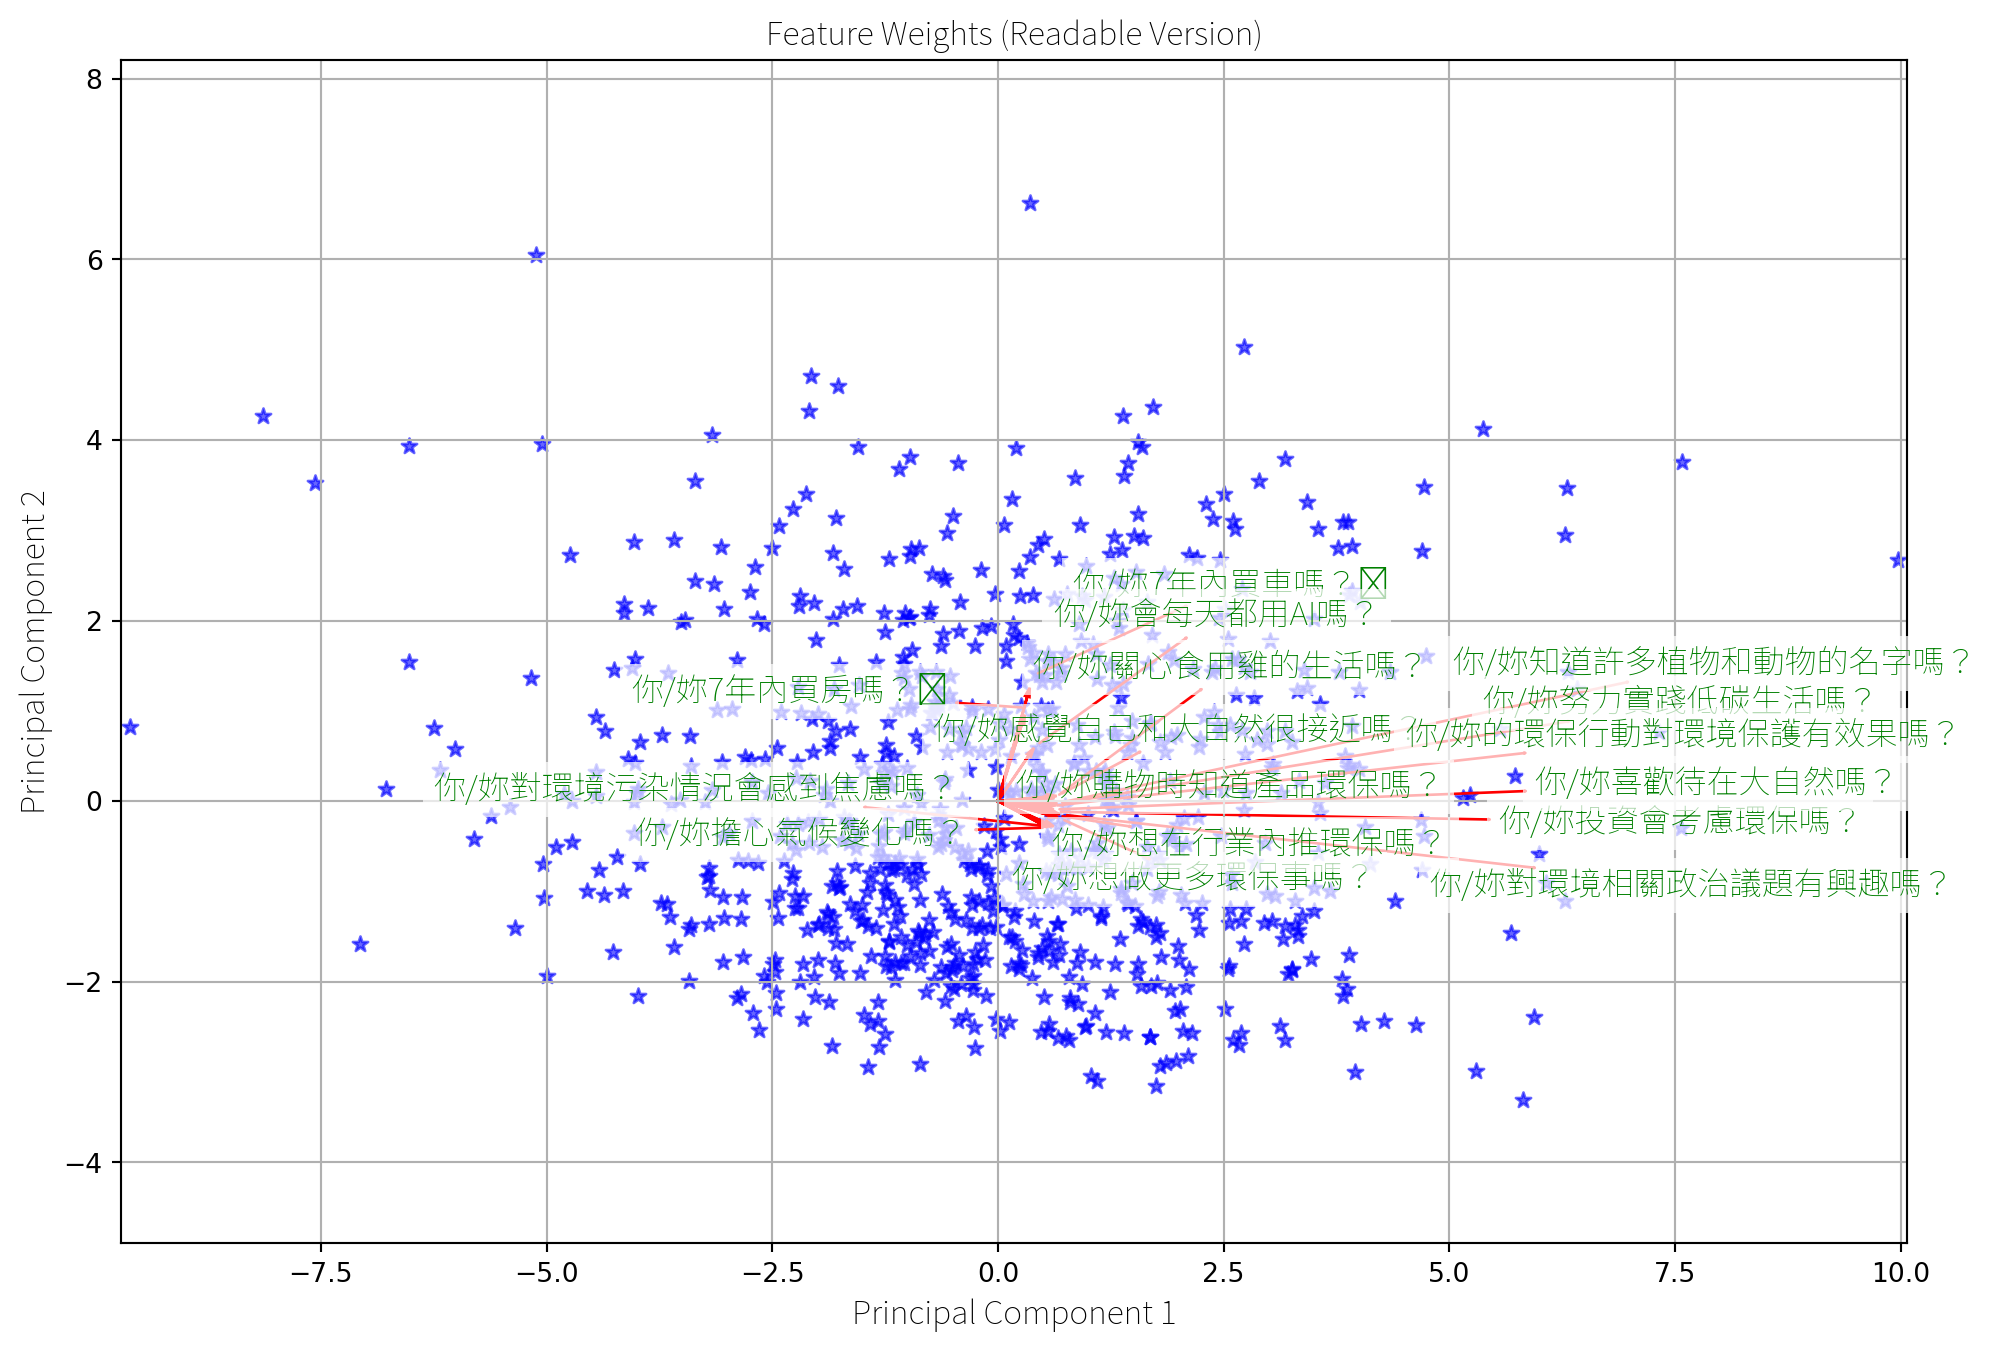 Feature Weights (Readable Version)
8
6
4
2
0
−2
−4
Principal Component 2
你/妳7年內買車嗎？
你/妳會每天都用AI嗎？
你/妳關心食用雞的生活嗎？
你/妳知道許多植物和動物的名字嗎？
你/妳7年內買房嗎？
你/妳努力實踐低碳生活嗎？
你/妳感覺自己和大自然很接近嗎？
你/妳的環保行動對環境保護有效果嗎？
你/妳對環境污染情況會感到焦慮嗎？
你/妳購物時知道產品環保嗎？
你/妳喜歡待在大自然嗎？
你/妳擔心氣候變化嗎？
你/妳投資會考慮環保嗎？
你/妳想在行業內推環保嗎？
你/妳想做更多環保事嗎？
你/妳對環境相關政治議題有興趣嗎？
−7.5 −5.0 −2.5 0.0 2.5 5.0 7.5 10.0
Principal Component 1